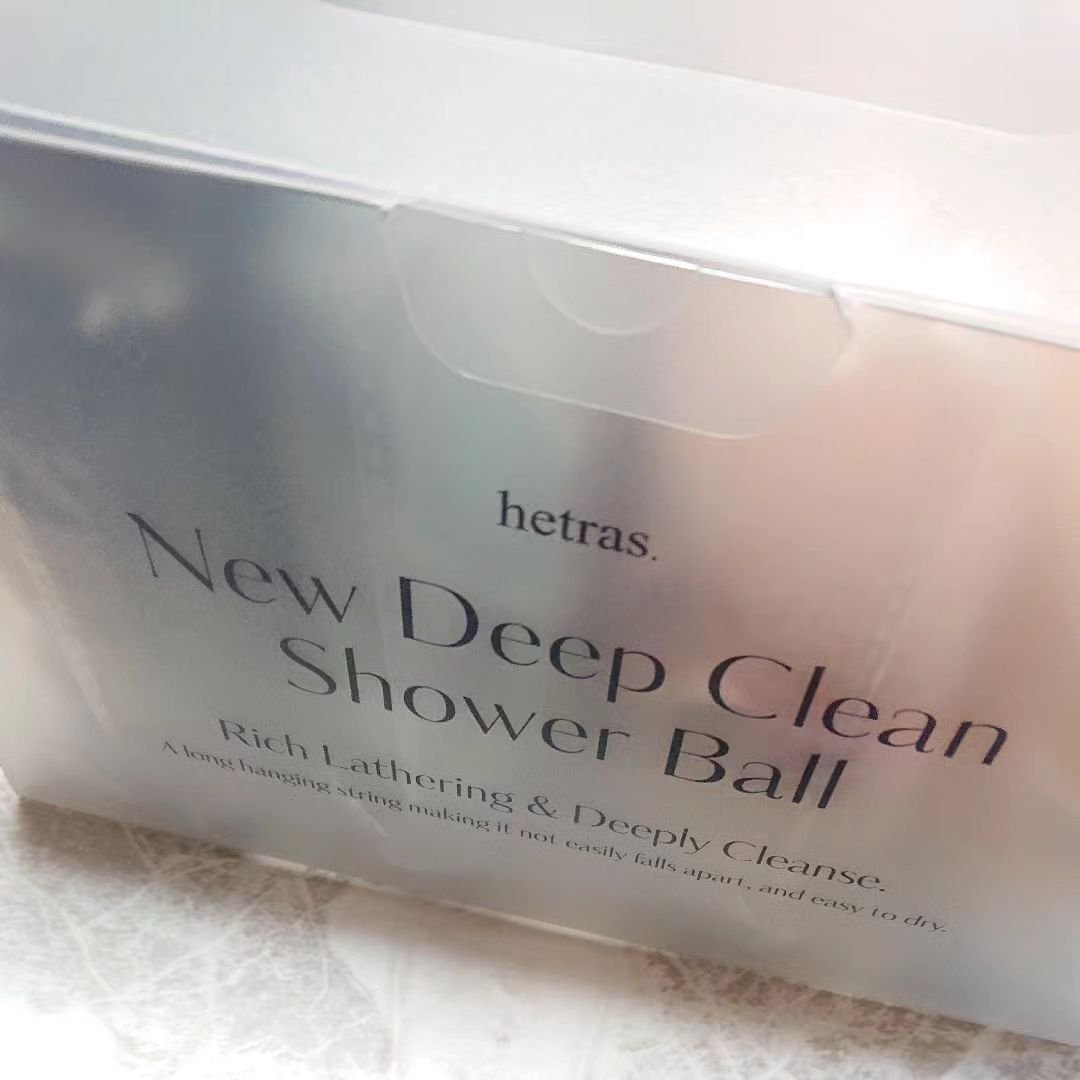 hetras.
New Deep Clean
Shower Ball
Rich Lathering & Deeply Cleanse.
A long hanging string making it not easily falls apart, and easy to dry.